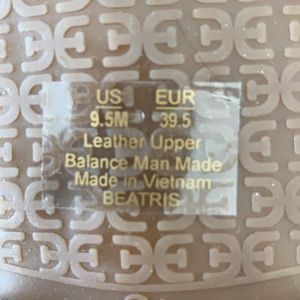 US EUR
9.5M 39.5
Leather Upper
Balance Man Made
Made in Vietnam
BEATRIS